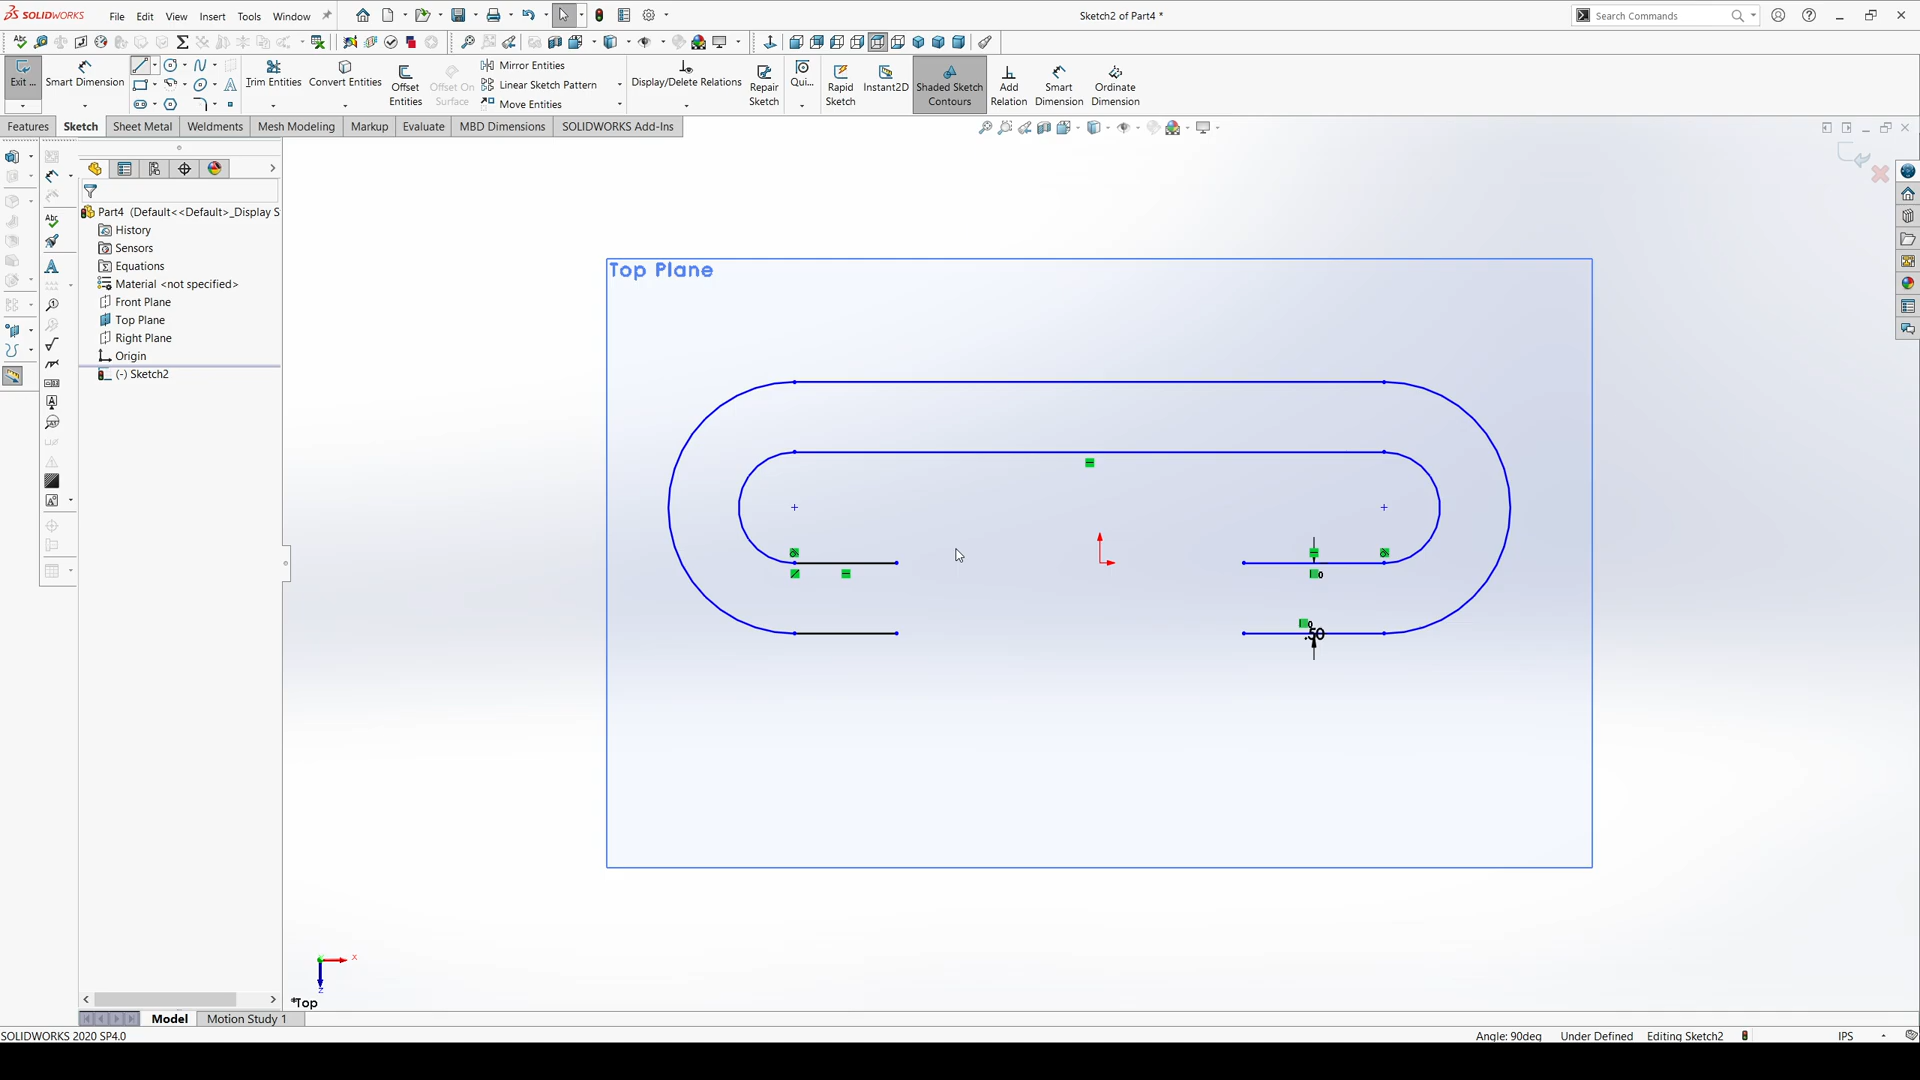 SOLIDWORKS File Edit View Insert Tools Window
Sketch2 of Part4 *
Search Commands
Exit ...
Smart Dimension
Trim Entities
Convert Entities
Offset Entities
Offset On Surface
Mirror Entities
Linear Sketch Pattern
Move Entities
Display/Delete Relations
Repair Sketch
Qui...
Rapid Sketch
Instant2D
Shaded Sketch Contours
Add Relation
Smart Dimension
Ordinate Dimension
Features Sketch Sheet Metal Weldments Mesh Modeling Markup Evaluate MBD Dimensions SOLIDWORKS Add-Ins
Part4 (Default<<Default>_Display S
History
Sensors
Equations
Material <not specified>
Front Plane
Top Plane
Right Plane
Origin
(-) Sketch2
Top Plane
.50
x
z
*Top
Model Motion Study 1
SOLIDWORKS 2020 SP4.0
Angle: 90deg Under Defined Editing Sketch2 IPS